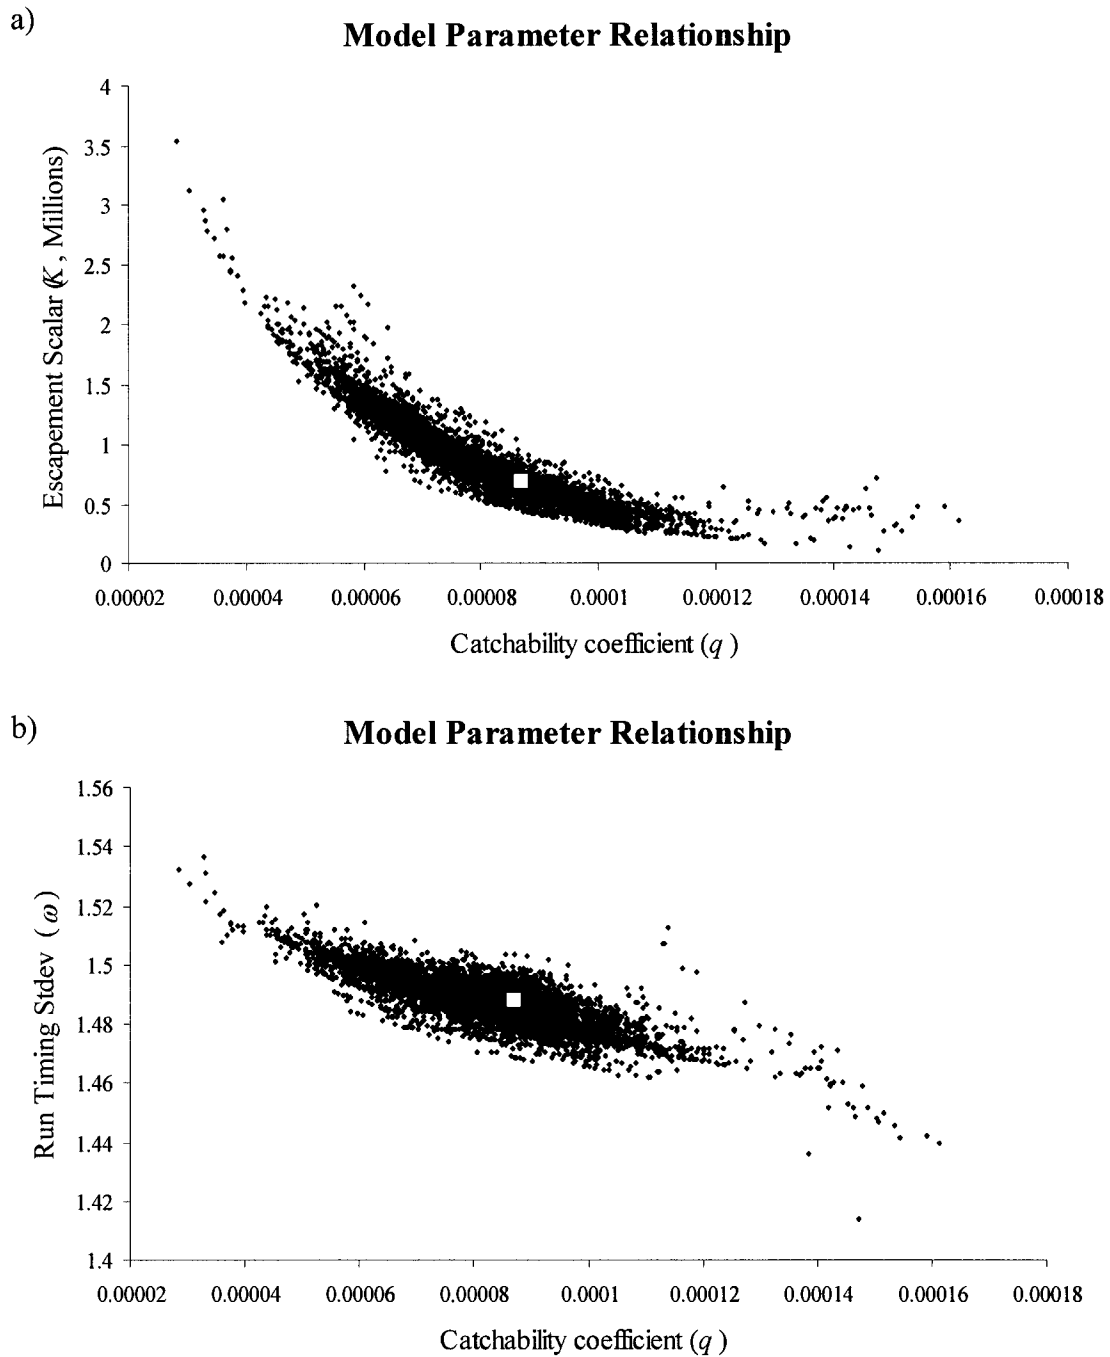 a)
Model Parameter Relationship
4
3.5
3
2.5
2
1.5
1
0.5
0
Escapement Scalar (K, Millions)
0.00002 0.00004 0.00006 0.00008 0.0001 0.00012 0.00014 0.00016 0.00018
Catchability coefficient (q )
b)
Model Parameter Relationship
1.56
1.54
1.52
1.5
1.48
1.46
1.44
1.42
1.4
Run Timing Stdev (ω)
0.00002 0.00004 0.00006 0.00008 0.0001 0.00012 0.00014 0.00016 0.00018
Catchability coefficient (q )